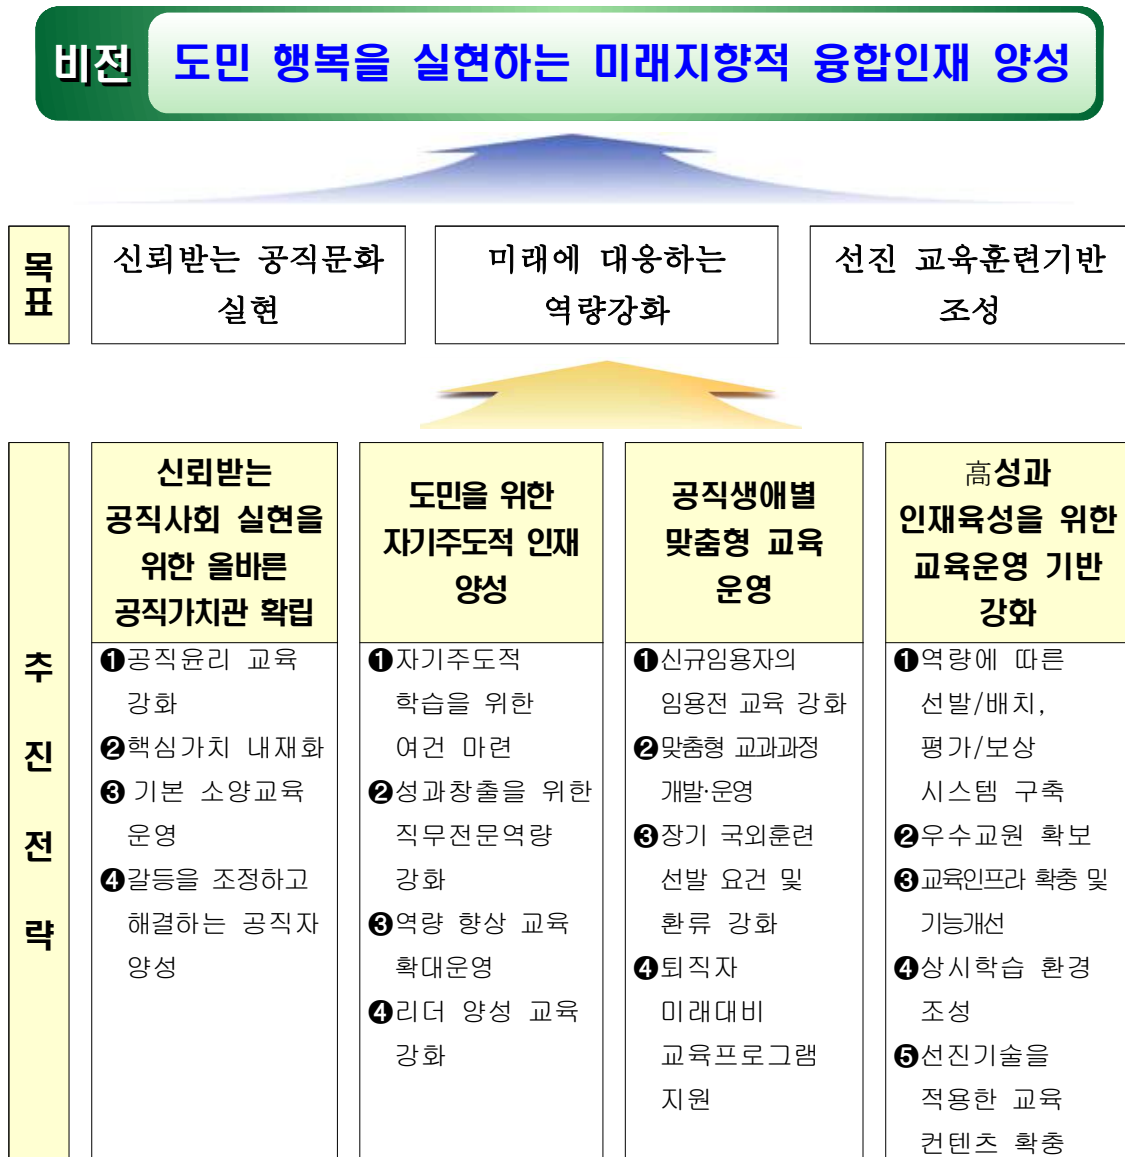 비전 도민 행복을 실현하는 미래지향적 융합인재 양성
목
표
신뢰받는 공직문화
실현
미래에 대응하는
역량강화
선진 교육훈련기반
조성
추
진
전
략
신뢰받는
공직사회 실현을
위한 올바른
공직가치관 확립
❶공직윤리 교육
강화
❷핵심가치 내재화
❸ 기본 소양교육
운영
❹갈등을 조정하고
해결하는 공직자
양성
도민을 위한
자기주도적 인재
양성
❶자기주도적
학습을 위한
여건 마련
❷성과창출을 위한
직무전문역량
강화
❸역량 향상 교육
확대운영
❹리더 양성 교육
강화
공직생애별
맞춤형 교육
운영
❶신규임용자의
임용전 교육 강화
❷맞춤형 교과과정
개발·운영
❸장기 국외훈련
선발 요건 및
환류 강화
❹퇴직자
미래대비
교육프로그램
지원
高성과
인재육성을 위한
교육운영 기반
강화
❶역량에 따른
선발/배치,
평가/보상
시스템 구축
❷우수교원 확보
❸교육인프라 확충 및
기능개선
❹상시학습 환경
조성
❺선진기술을
적용한 교육
컨텐츠 확충